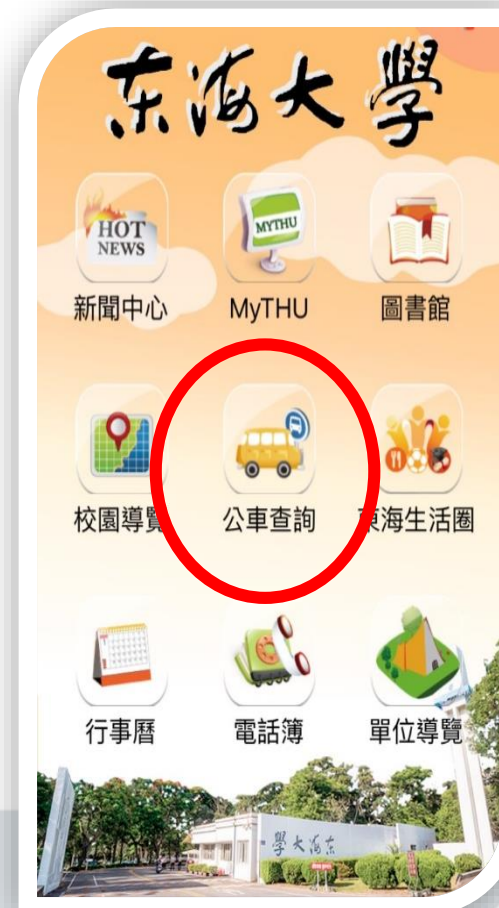 东海大學
HOT
NEWS
MYTHU
新聞中心
MyTHU
圖書館
校園導覽
公車查詢
東海生活圈
行事曆
電話簿
單位導覽
學大海东